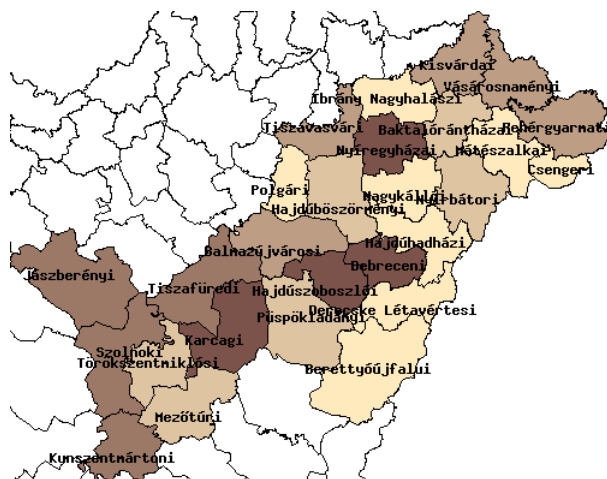 Kisvárdai
Vásárosnaményi
Ibrány Nagyhalászi
Tiszavasvári
Baktalórántházai
Fehérgyarmati
Nyíregyházai
Mátészalkai
Csengeri
Polgári
Nagykállói
Nyírbátori
Hajdúböszörményi
Hajdúhadházi
Balmazújvárosi
Debreceni
Jászberényi
Tiszafüredi
Hajdúszoboszlói
Derecske Létavértesi
Püspökladányi
Karcagi
Szolnoki
Törökszentmiklósi
Berettyóújfalui
Mezőtúri
Kunszentmártoni